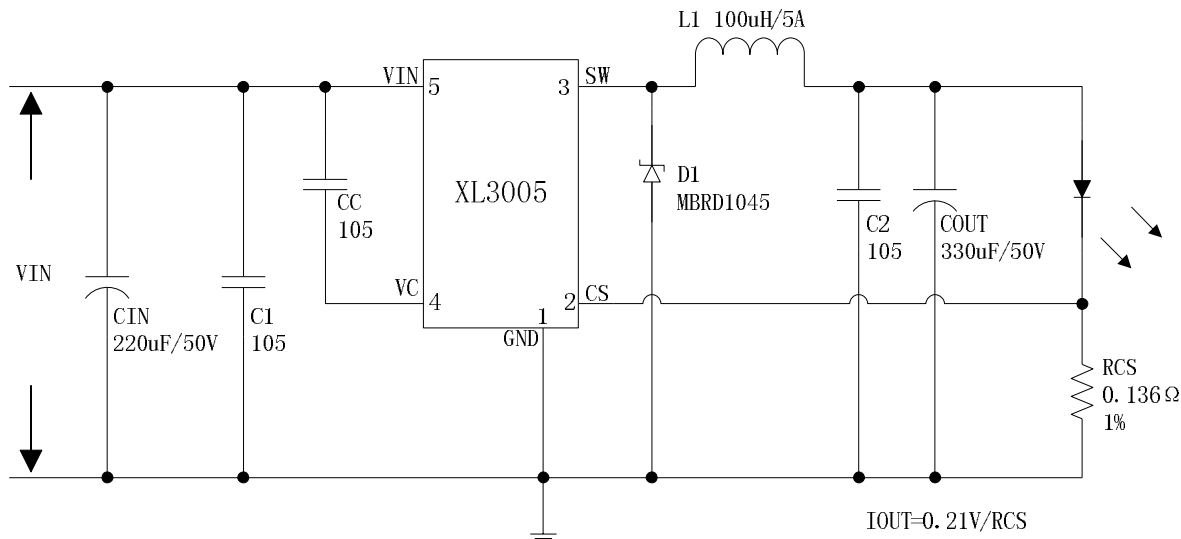 L1 100uH/5A
VIN
5
3
SW
XL3005
CC
105
D1
MBRD1045
C2
105
COUT
330uF/50V
VIN
VC
4
2
CS
1
GND
CIN
220uF/50V
C1
105
RCS
0.136Ω
1%
IOUT=0.21V/RCS